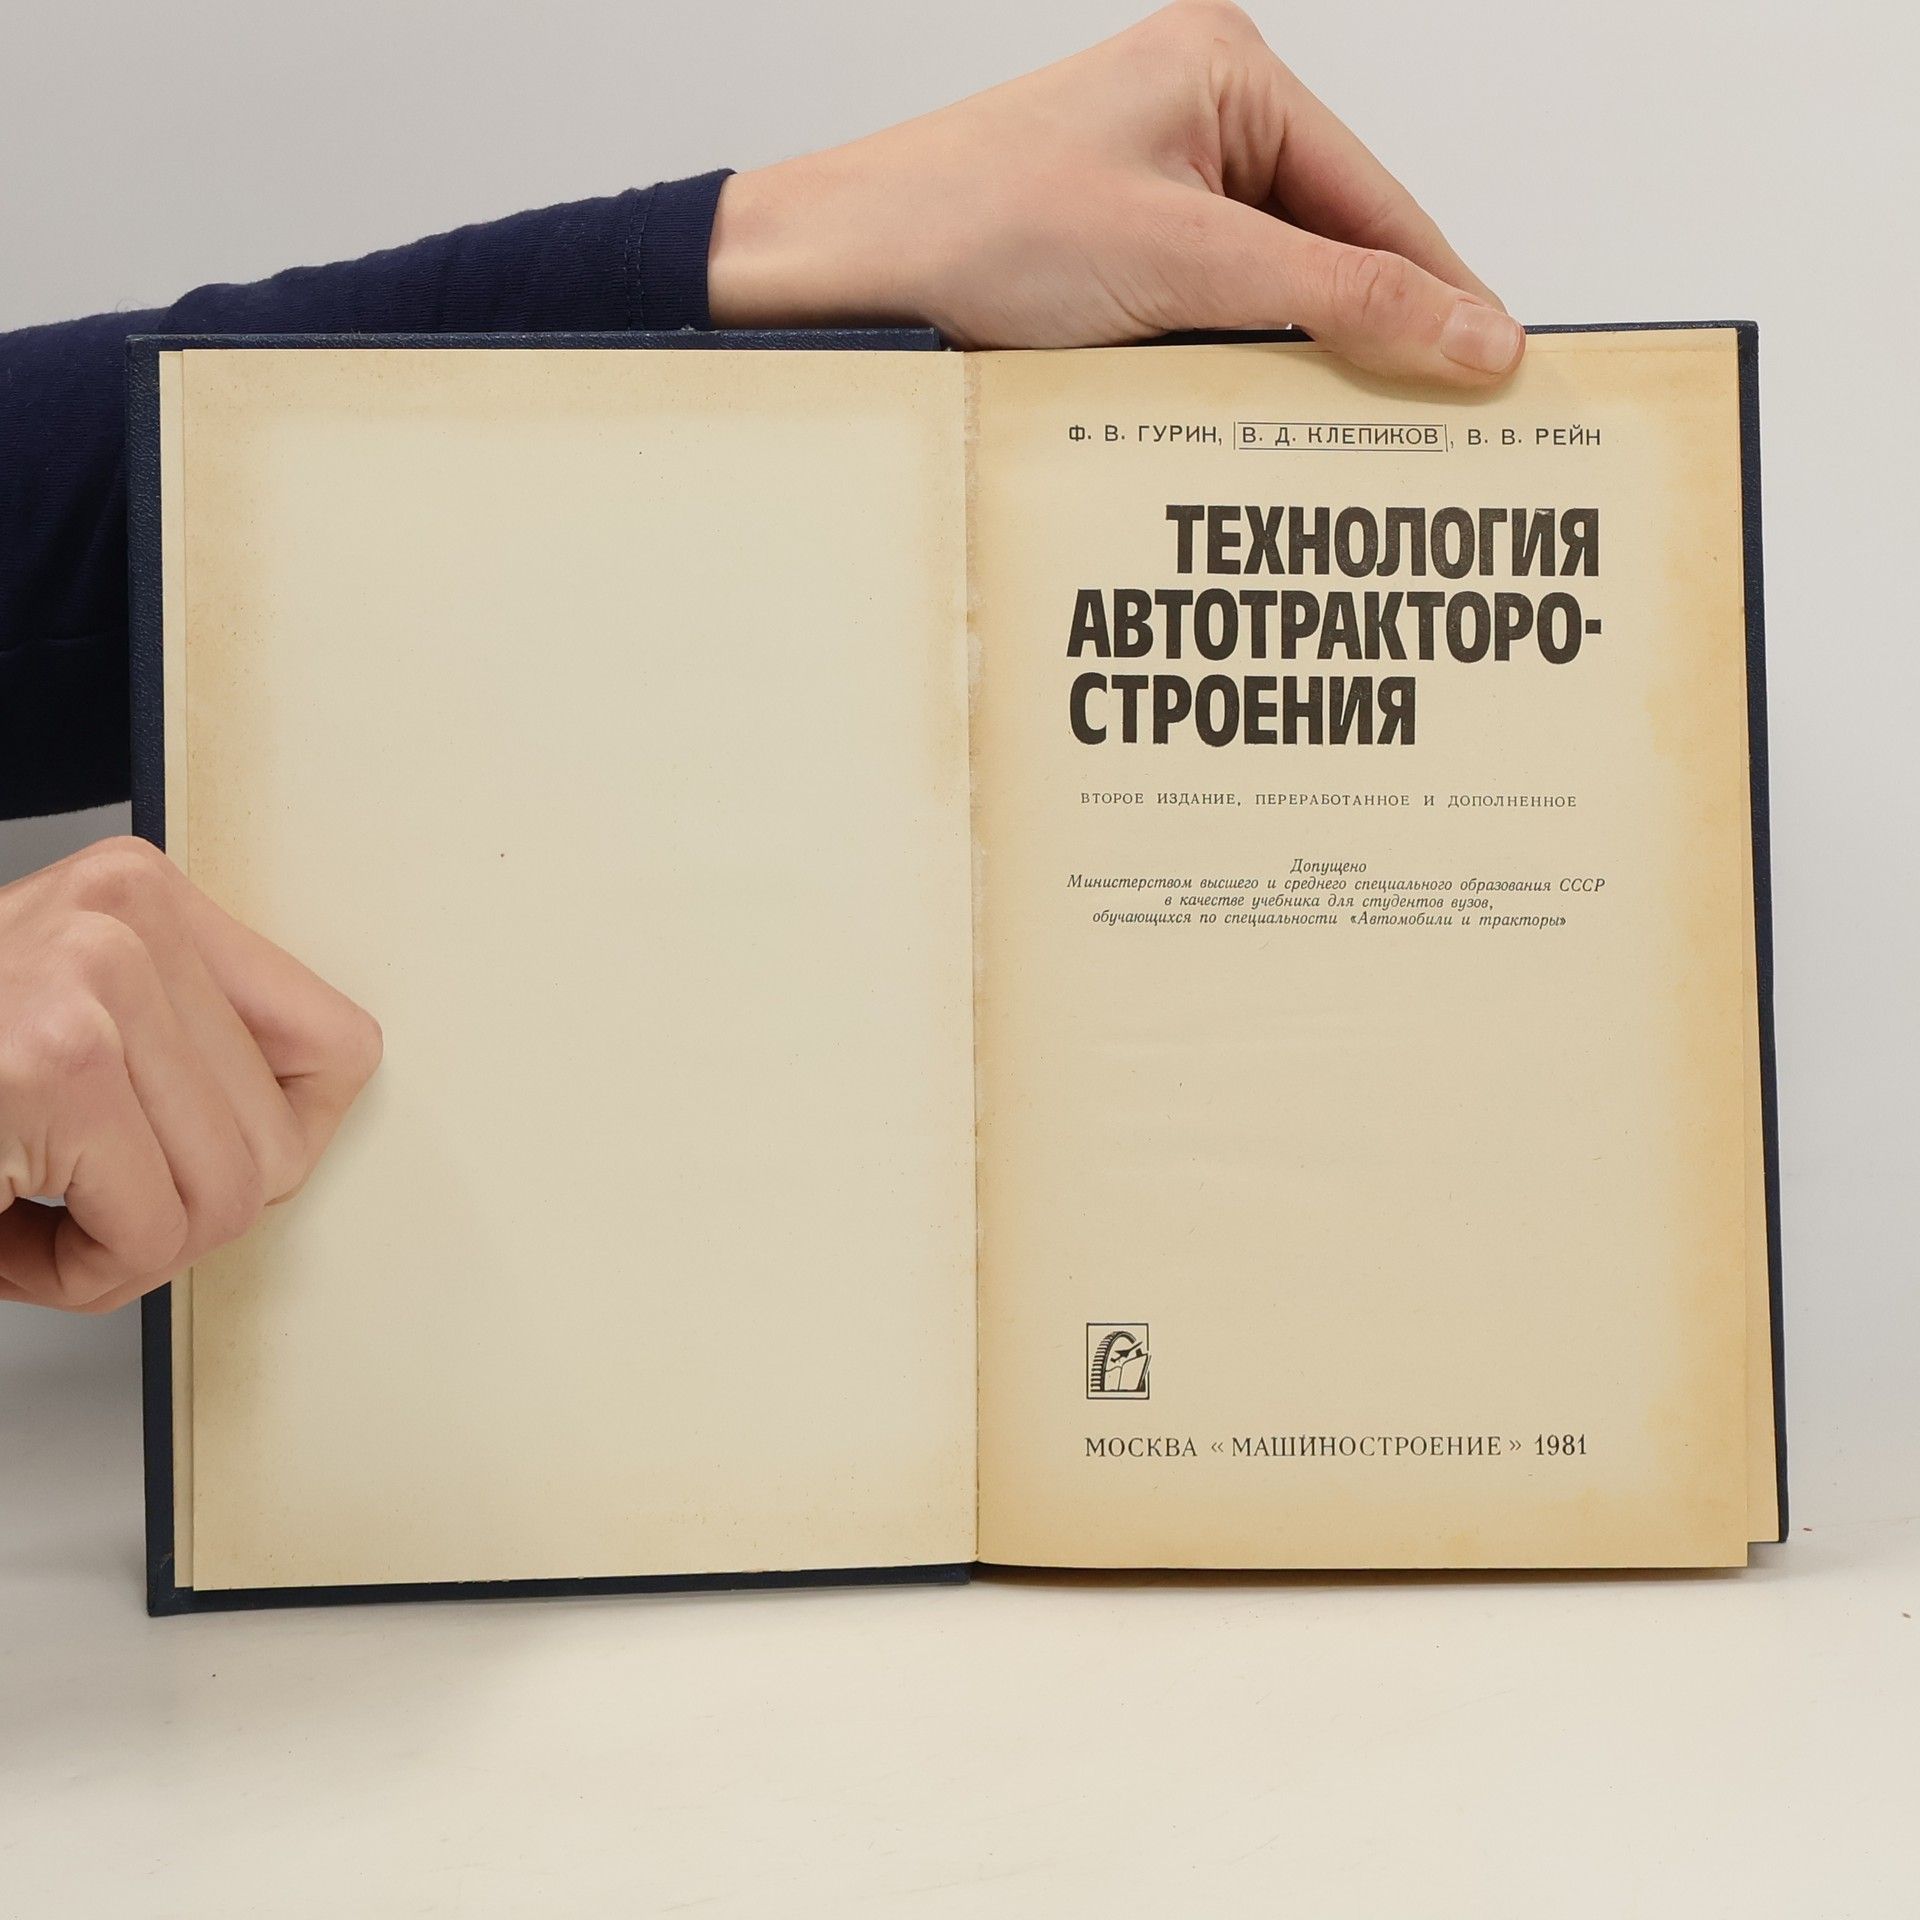 Ф. В. ГУРИН, В. Д. КЛЕПИКОВ, В. В. РЕЙН
ТЕХНОЛОГИЯ
АВТОТРАКТОРО-
СТРОЕНИЯ
ВТОРОЕ ИЗДАНИЕ, ПЕРЕРАБОТАННОЕ И ДОПОЛНЕННОЕ
Допущено
Министерством высшего и среднего специального образования СССР
в качестве учебника для студентов вузов,
обучающихся по специальности «Автомобили и тракторы»
МОСКВА «МАШИНОСТРОЕНИЕ» 1981